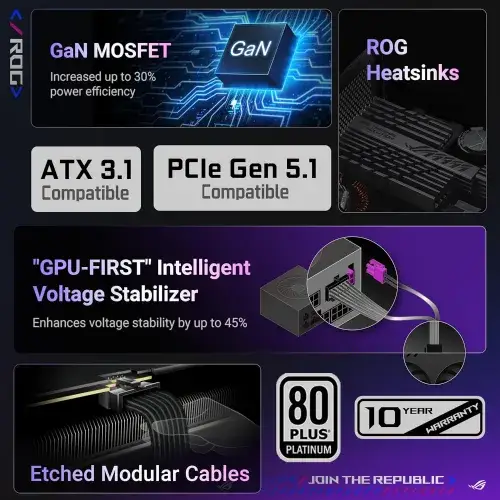 ROG
GaN MOSFET
Increased up to 30%
power efficiency
GaN
ROG
Heatsinks
ATX 3.1
Compatible
PCIe Gen 5.1
Compatible
"GPU-FIRST" Intelligent
Voltage Stabilizer
Enhances voltage stability by up to 45%
Etched Modular Cables
80
PLUS
PLATINUM
10 YEAR
WARRANTY
JOIN THE REPUBLIC